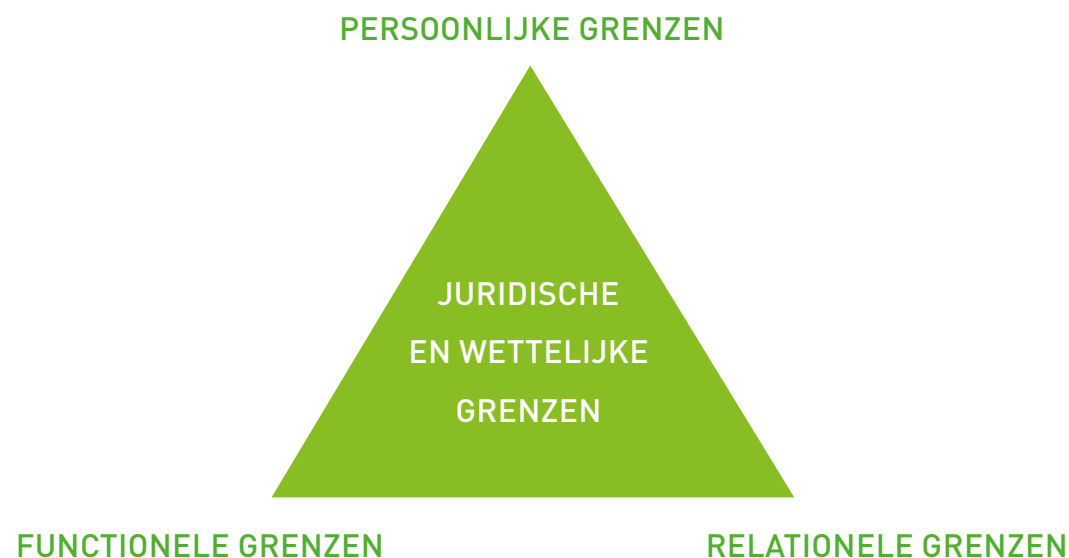 PERSOONLIJKE GRENZEN
JURIDISCHE
EN WETTELIJKE
GRENZEN
FUNCTIONELE GRENZEN
RELATIONELE GRENZEN